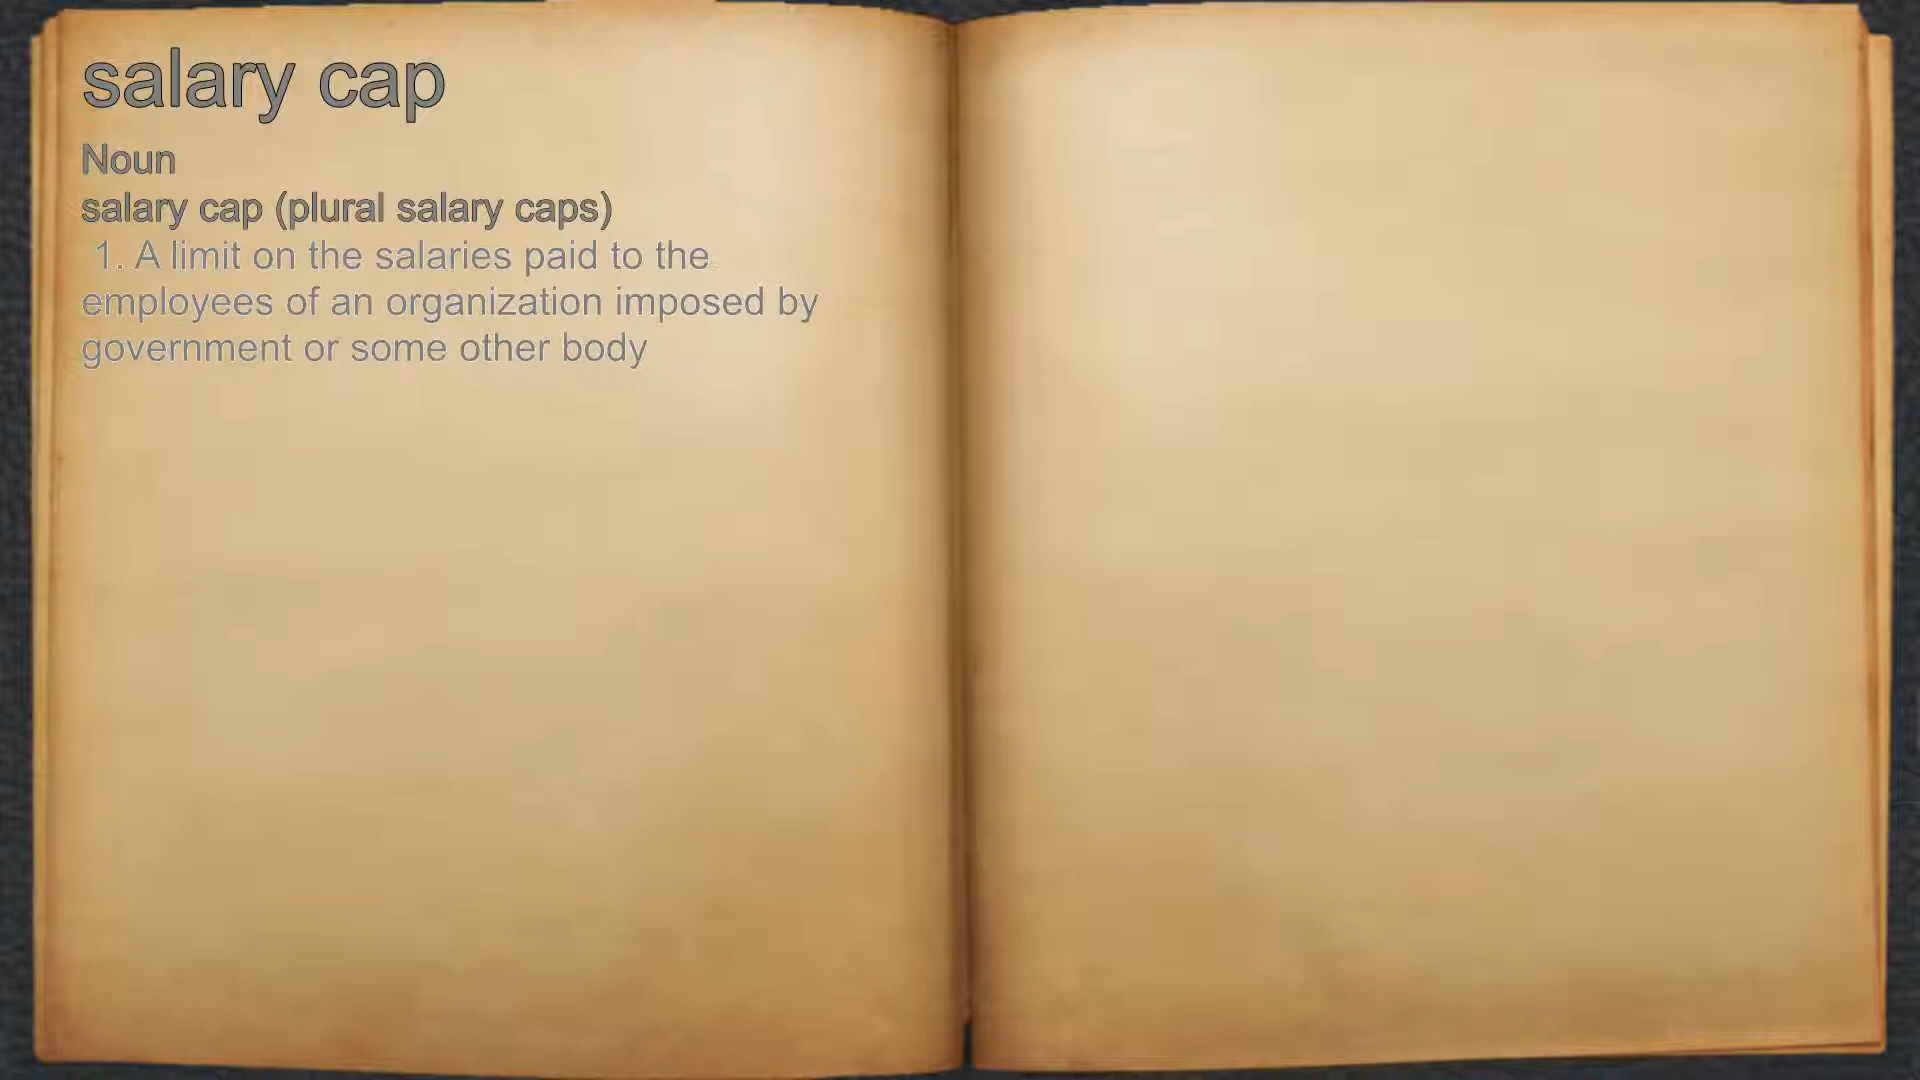 salary cap
Noun
salary cap (plural salary caps)
1. A limit on the salaries paid to the
employees of an organization imposed by
government or some other body